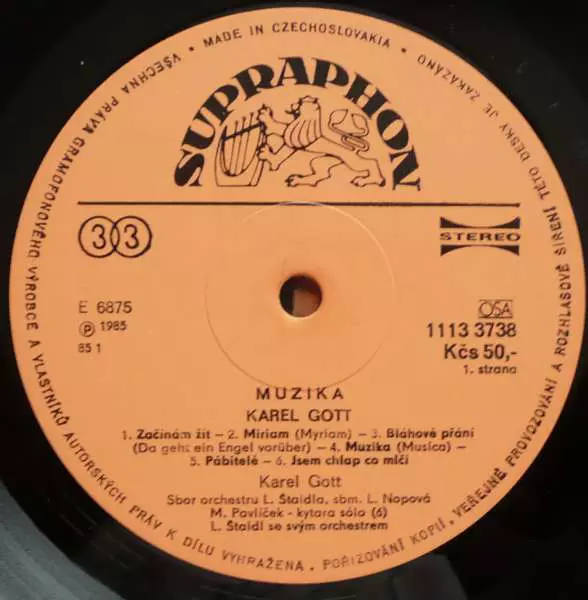 VŠECHNA PRÁVA GRAMOFONOVÉHO VÝROBCE A VLASTNÍKŮ AUTORSKÝCH PRÁV K DÍLU VYHRAŽENA. POŘIZOVÁNÍ KOPIÍ, VEŘEJNÉ PROVOZOVÁNÍ A ROZHLASOVÉ ŠÍŘENÍ TÉTO DESKY JE ZAKÁZÁNO
• MADE IN CZECHOSLOVAKIA •
SUPRAPHON
33
STEREO
E 6875
℗ 1985
85 1
OSA
1113 3738
Kčs 50,-
1. strana
MUZIKA
KAREL GOTT
1. Začínám žít – 2. Miriam (Myriam) – 3. Bláhové přání
(Da geht ein Engel vorüber) – 4. Muzika (Musica) –
5. Pábitelé – 6. Jsem chlap co mlčí
Karel Gott
Sbor orchestru L. Štaidla, sbm. L. Nopová
M. Pavlíček - kytara sólo (6)
L. Štaidl se svým orchestrem